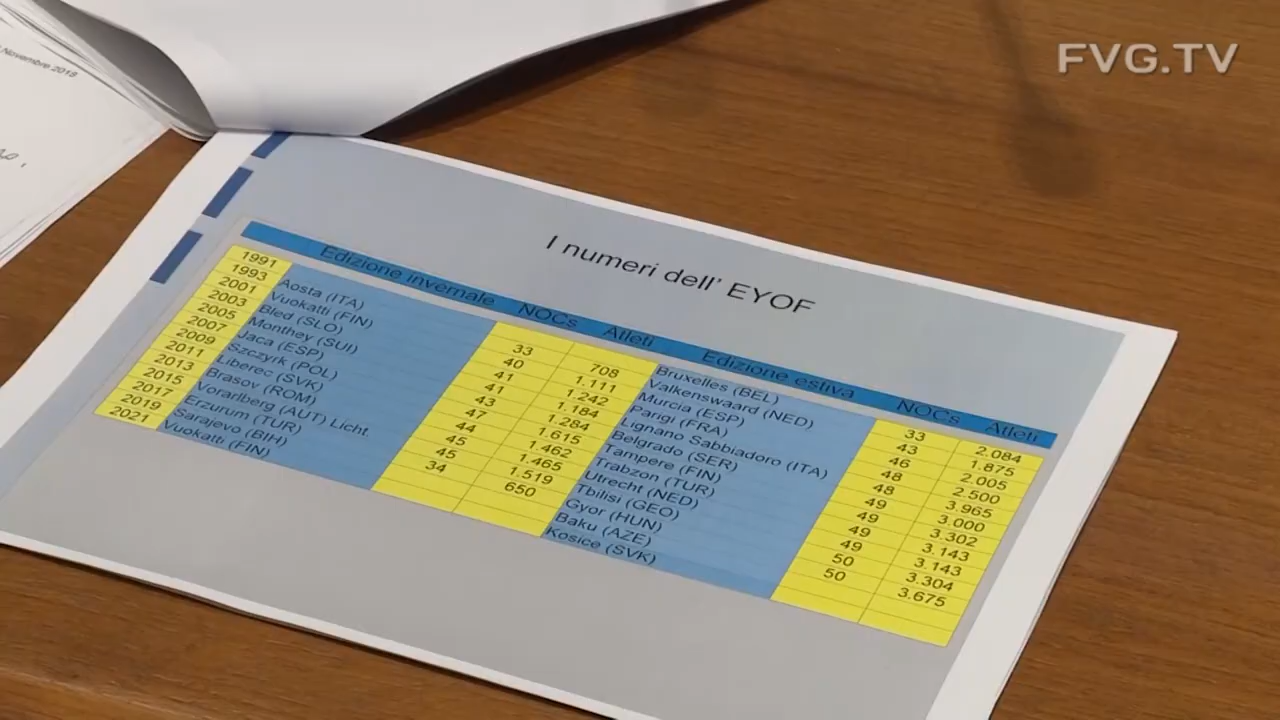 Novembre 2018
FVG.TV
I numeri dell' EYOF
Edizione invernale NOCs Atleti Edizione estiva NOCs Atleti
1991
1993
2001
2003
2005
2007
2009
2011
2013
2015
2017
2019
2021
Aosta (ITA)
Vuokatti (FIN)
Bled (SLO)
Monthey (SUI)
Jaca (ESP)
Szczyrk (POL)
Liberec (SVK)
Brasov (ROM)
Vorarlberg (AUT) Licht.
Erzurum (TUR)
Sarajevo (BIH)
Vuokatti (FIN)
33 708
40 1.111
41 1.242
41 1.184
43 1.284
47 1.615
44 1.462
45 1.465
45 1.519
34 650
Bruxelles (BEL)
Valkenswaard (NED)
Murcia (ESP)
Parigi (FRA)
Lignano Sabbiadoro (ITA)
Belgrado (SER)
Tampere (FIN)
Trabzon (TUR)
Utrecht (NED)
Tbilisi (GEO)
Gyor (HUN)
Baku (AZE)
Kosice (SVK)
33 2.084
43 1.875
46 2.005
48 2.500
48 3.965
49 3.000
49 3.302
49 3.143
49 3.143
50 3.304
50 3.675